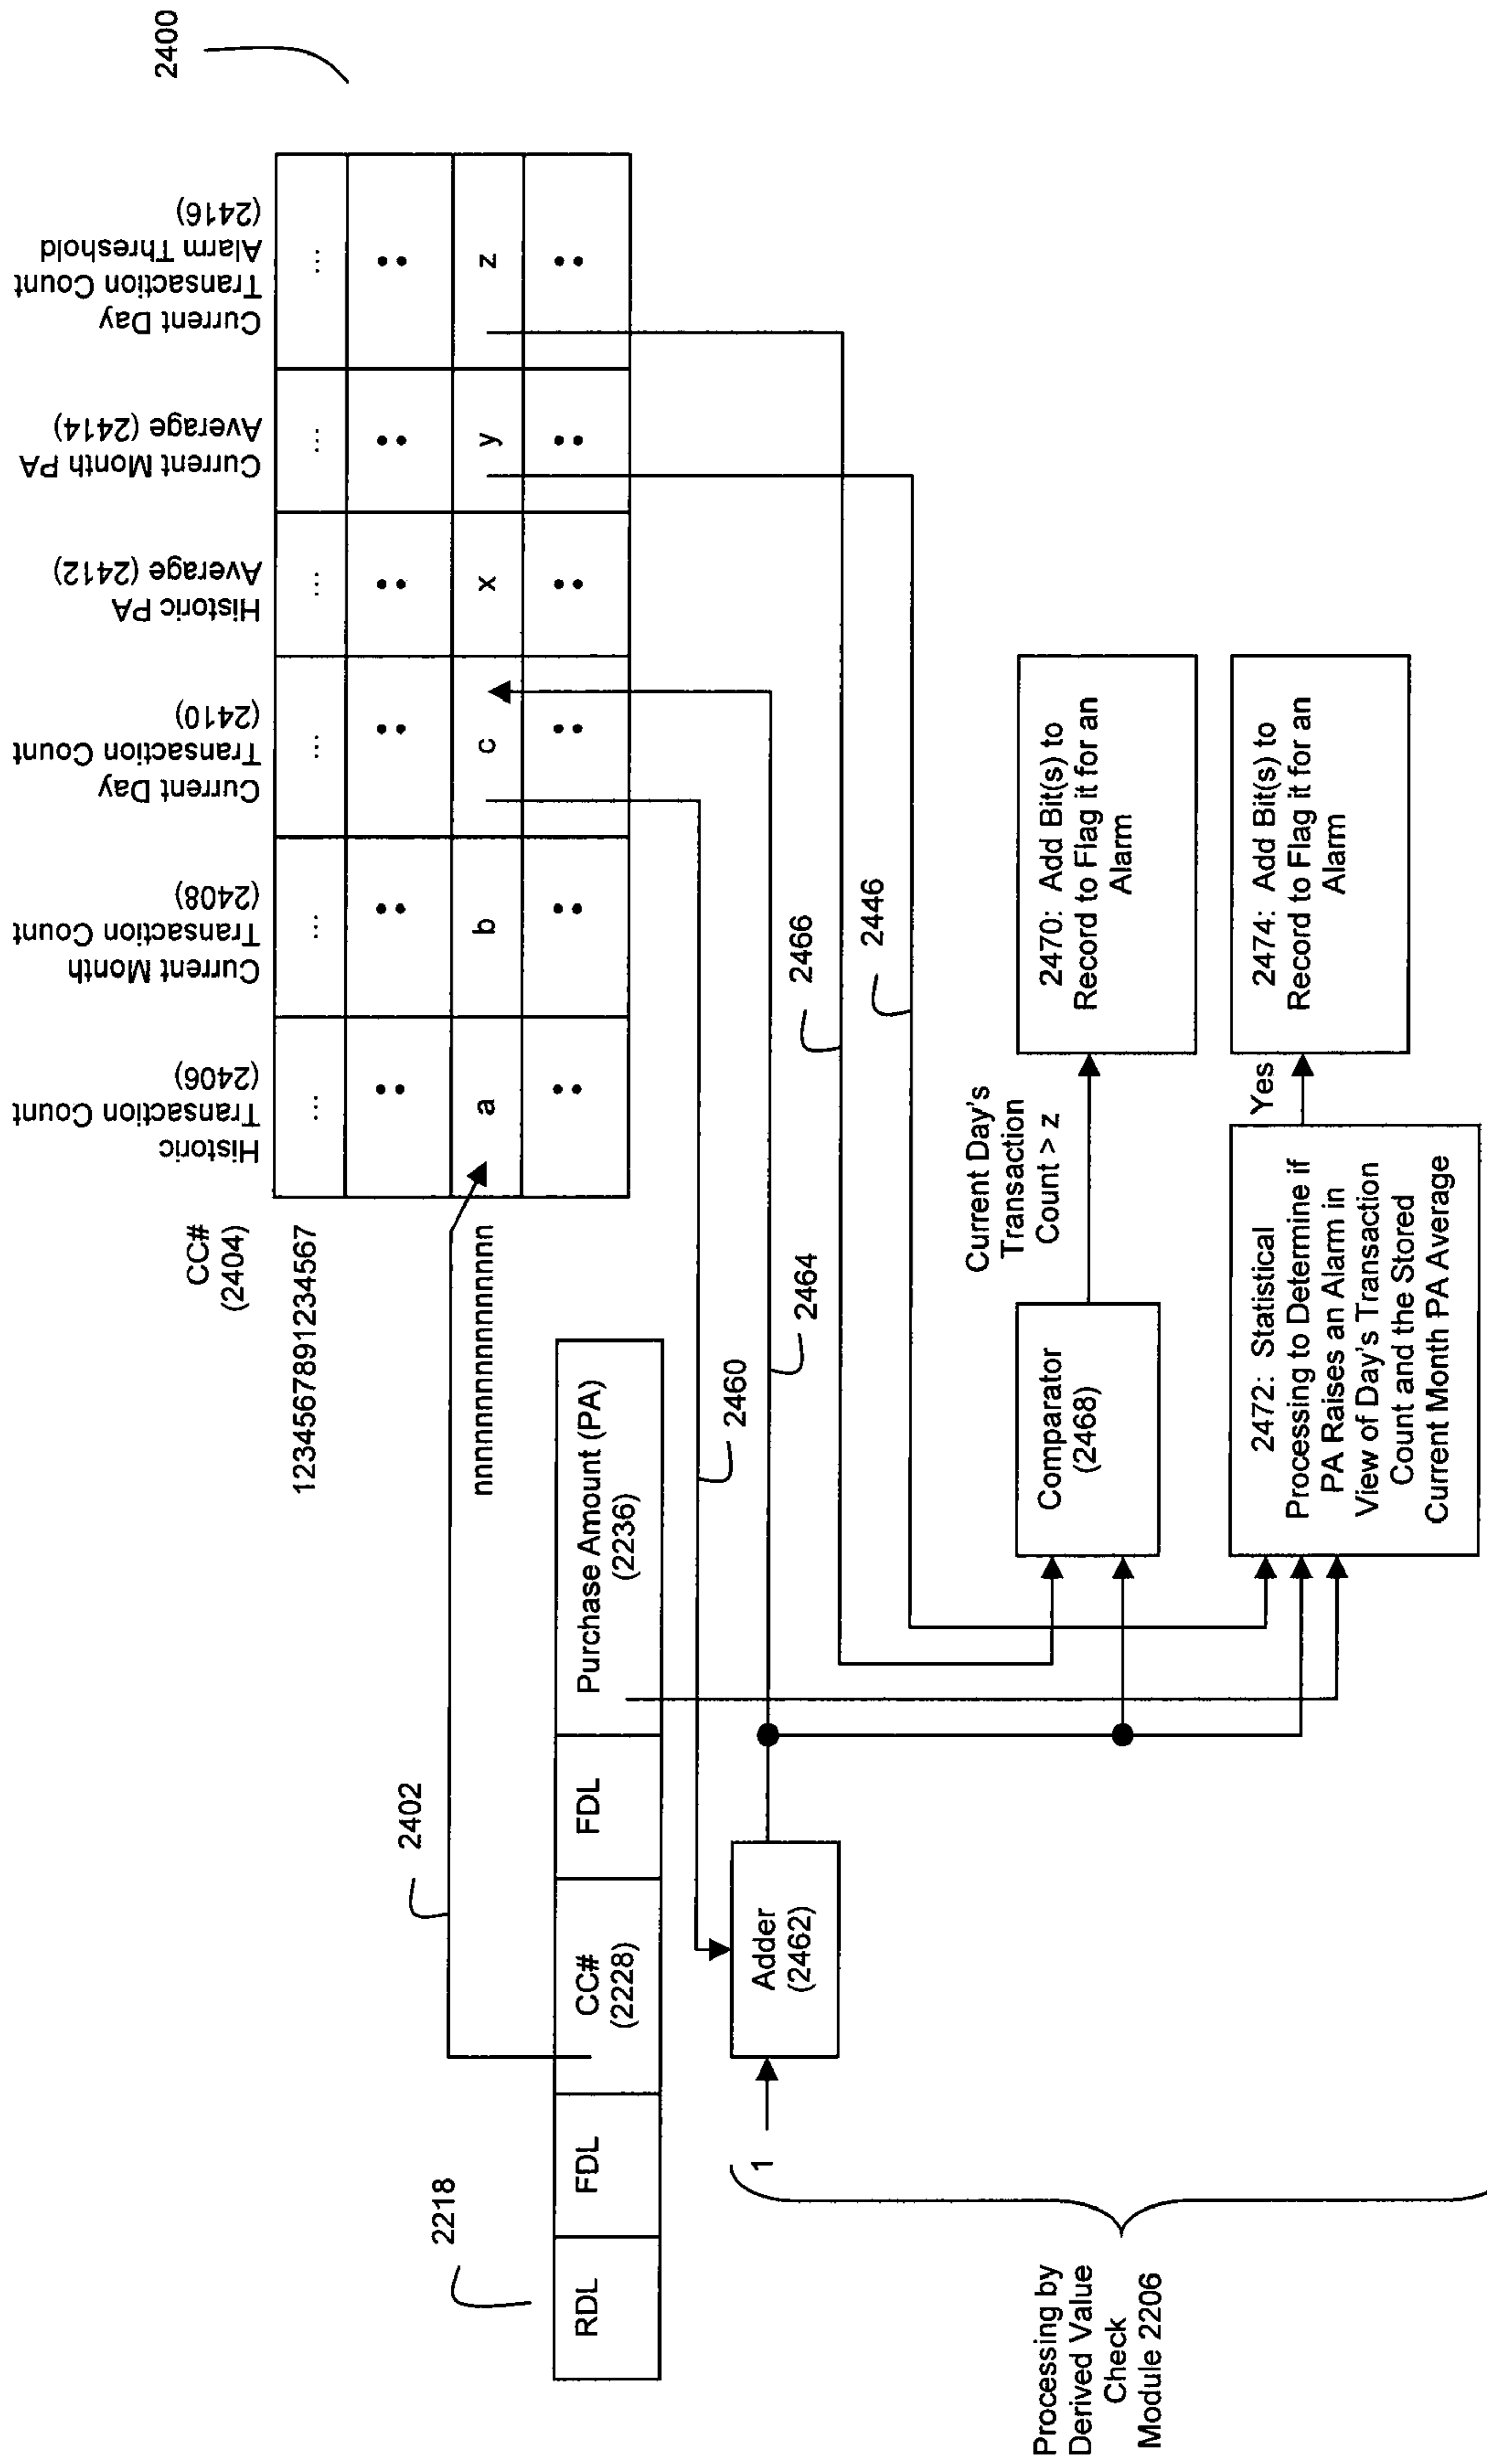 2400
Historic
Transaction Count
(2406)
Current Month
Transaction Count
(2408)
Current Day
Transaction Count
(2410)
Historic PA
Average (2412)
Current Month PA
Average (2414)
Current Day
Transaction Count
Alarm Threshold
(2416)
CC#
(2404)
1234567891234567
... ... ... ... ... ...
nnnnnnnnnnnnnnn
a b c x y z
2402
2218
RDL
FDL
CC#
(2228)
FDL
Purchase Amount (PA)
(2236)
2460
2464
2466
2446
1
Adder
(2462)
Comparator
(2468)
Current Day's
Transaction
Count > z
2470: Add Bit(s) to
Record to Flag it for an
Alarm
2472: Statistical
Processing to Determine if
PA Raises an Alarm in
View of Day's Transaction
Count and the Stored
Current Month PA Average
Yes
2474: Add Bit(s) to
Record to Flag it for an
Alarm
Processing by
Derived Value
Check
Module 2206